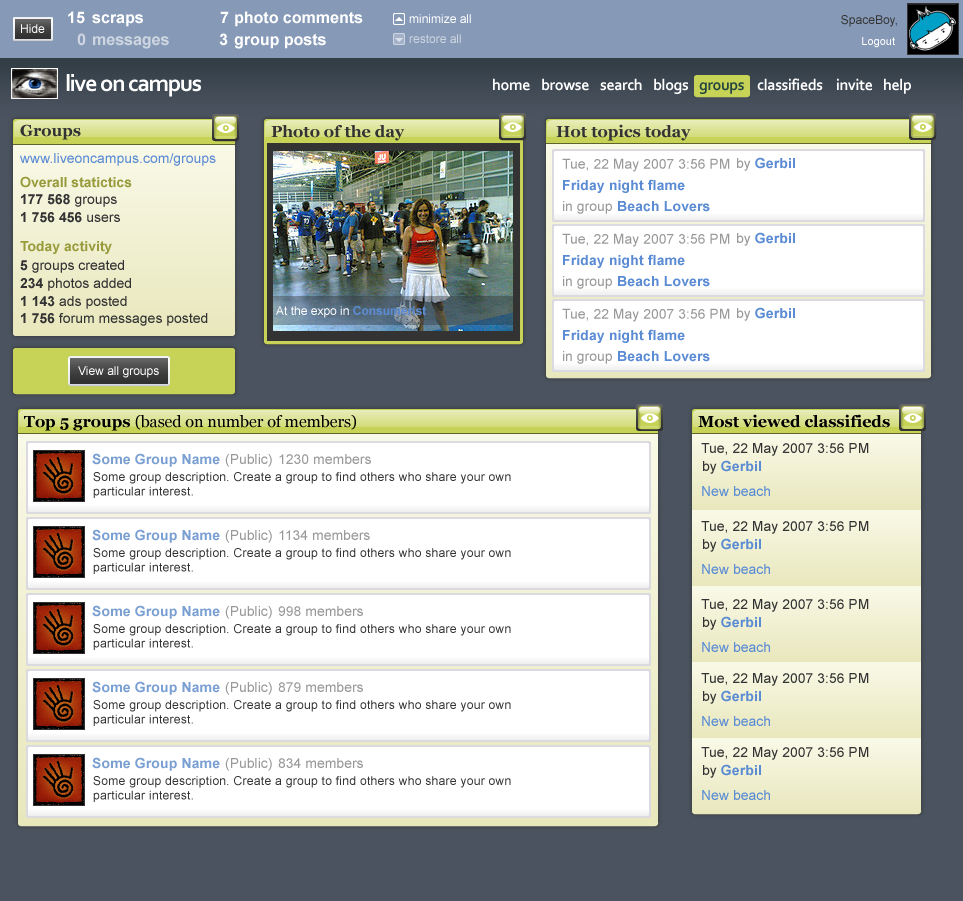 Hide
15 scraps
0 messages
7 photo comments
3 group posts
minimize all
restore all
SpaceBoy,
Logout
live on campus
home browse search blogs groups classifieds invite help
Groups
www.liveoncampus.com/groups
Overall statictics
177 568 groups
1 756 456 users
Today activity
5 groups created
234 photos added
1 143 ads posted
1 756 forum messages posted
View all groups
Photo of the day
At the expo in Consumerist
Hot topics today
Tue, 22 May 2007 3:56 PM by Gerbil
Friday night flame
in group Beach Lovers
Tue, 22 May 2007 3:56 PM by Gerbil
Friday night flame
in group Beach Lovers
Tue, 22 May 2007 3:56 PM by Gerbil
Friday night flame
in group Beach Lovers
Top 5 groups (based on number of members)
Some Group Name (Public) 1230 members
Some group description. Create a group to find others who share your own
particular interest.
Some Group Name (Public) 1134 members
Some group description. Create a group to find others who share your own
particular interest.
Some Group Name (Public) 998 members
Some group description. Create a group to find others who share your own
particular interest.
Some Group Name (Public) 879 members
Some group description. Create a group to find others who share your own
particular interest.
Some Group Name (Public) 834 members
Some group description. Create a group to find others who share your own
particular interest.
Most viewed classifieds
Tue, 22 May 2007 3:56 PM
by Gerbil
New beach
Tue, 22 May 2007 3:56 PM
by Gerbil
New beach
Tue, 22 May 2007 3:56 PM
by Gerbil
New beach
Tue, 22 May 2007 3:56 PM
by Gerbil
New beach
Tue, 22 May 2007 3:56 PM
by Gerbil
New beach